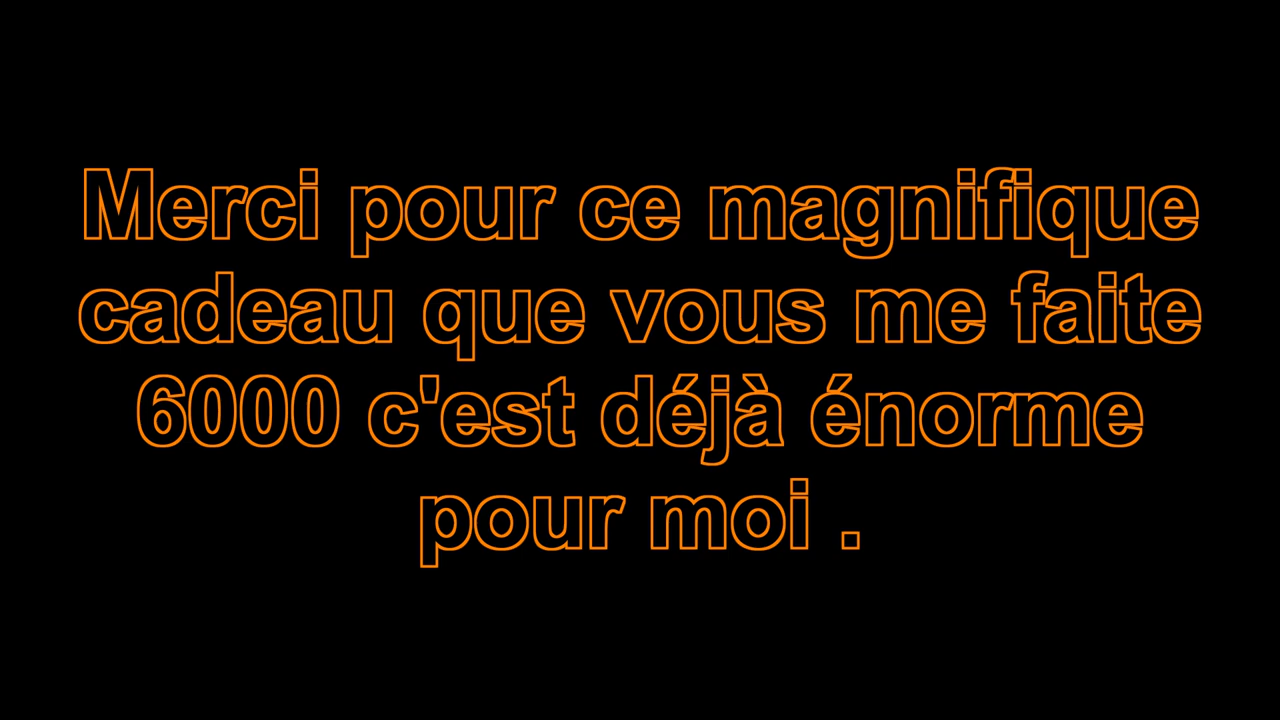 Merci pour ce magnifique
cadeau que vous me faite
6000 c'est déjà énorme
pour moi .